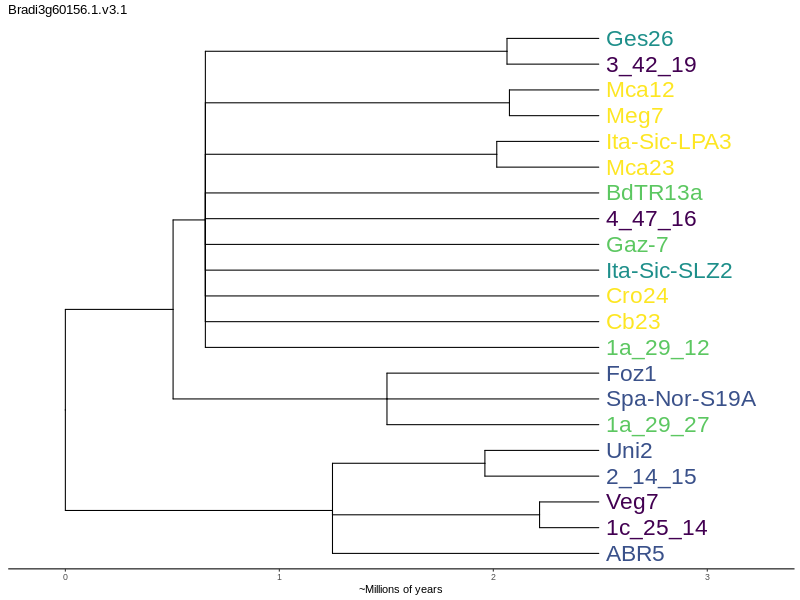 Bradi3g60156.1.v3.1
Ges26
3_42_19
Mca12
Meg7
Ita-Sic-LPA3
Mca23
BdTR13a
4_47_16
Gaz-7
Ita-Sic-SLZ2
Cro24
Cb23
1a_29_12
Foz1
Spa-Nor-S19A
1a_29_27
Uni2
2_14_15
Veg7
1c_25_14
ABR5
0 1 2 3
~Millions of years